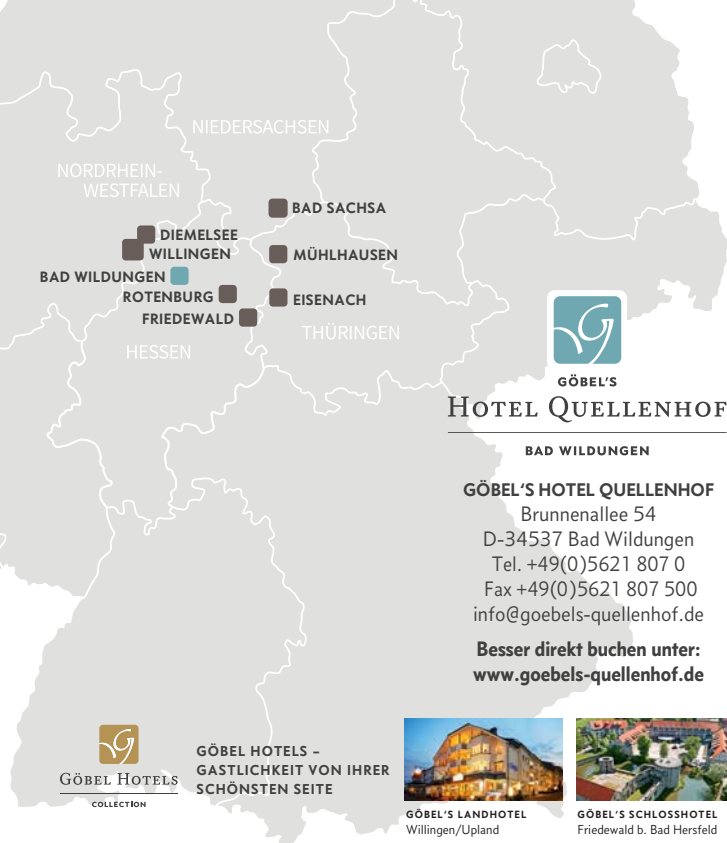 NIEDERSACHSEN
NORDRHEIN-
WESTFALEN
BAD SACHSA
DIEMELSEE
WILLINGEN
MÜHLHAUSEN
BAD WILDUNGEN
ROTENBURG
EISENACH
FRIEDEWALD
THÜRINGEN
HESSEN
GÖBEL'S
HOTEL QUELLENHOF
BAD WILDUNGEN
GÖBEL'S HOTEL QUELLENHOF
Brunnenallee 54
D-34537 Bad Wildungen
Tel. +49(0)5621 807 0
Fax +49(0)5621 807 500
info@goebels-quellenhof.de
Besser direkt buchen unter:
www.goebels-quellenhof.de
GÖBEL HOTELS
COLLECTION
GÖBEL HOTELS –
GASTLICHKEIT VON IHRER
SCHÖNSTEN SEITE
GÖBEL'S LANDHOTEL
Willingen/Upland
GÖBEL'S SCHLOSSHOTEL
Friedewald b. Bad Hersfeld